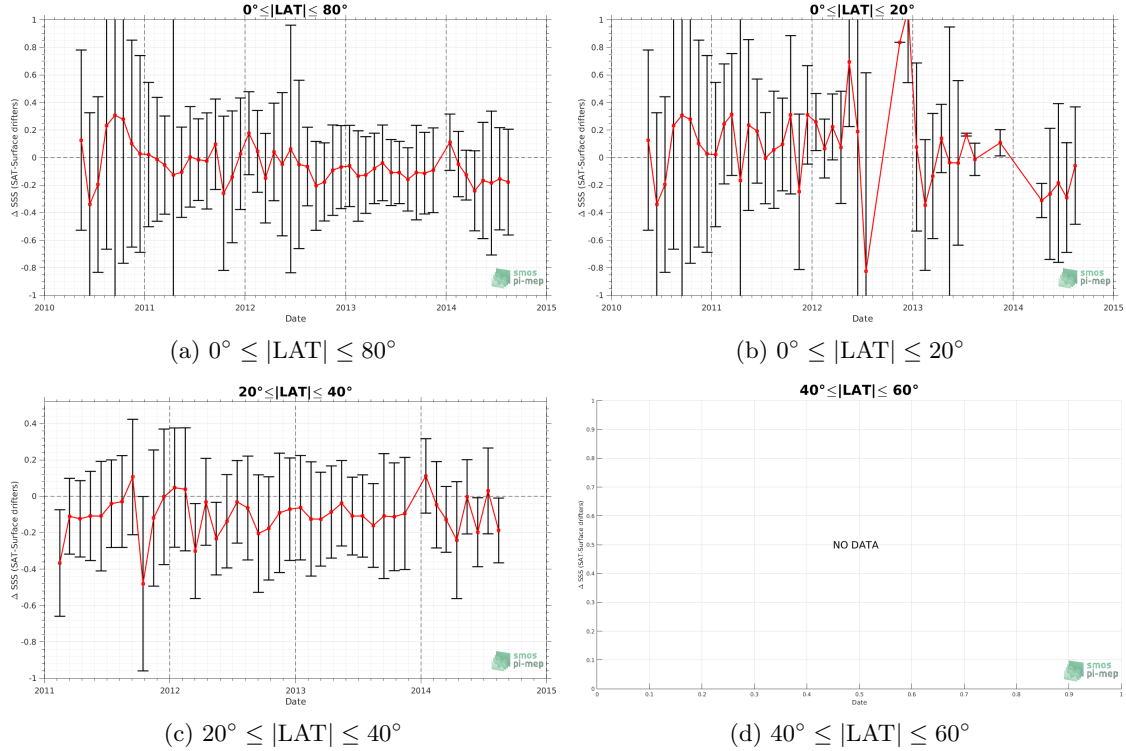 0°≤|LAT|≤ 80°
Δ SSS (SAT-Surface drifters)
1
0.8
0.6
0.4
0.2
0
-0.2
-0.4
-0.6
-0.8
-1
2010
2011
2012
2013
2014
2015
Date
smos
pi-mep
(a) 0° ≤ |LAT| ≤ 80°
0°≤|LAT|≤ 20°
Δ SSS (SAT-Surface drifters)
1
0.8
0.6
0.4
0.2
0
-0.2
-0.4
-0.6
-0.8
-1
2010
2011
2012
2013
2014
2015
Date
smos
pi-mep
(b) 0° ≤ |LAT| ≤ 20°
20°≤|LAT|≤ 40°
Δ SSS (SAT-Surface drifters)
0.4
0.2
0
-0.2
-0.4
-0.6
-0.8
-1
2011
2012
2013
2014
2015
Date
smos
pi-mep
(c) 20° ≤ |LAT| ≤ 40°
40°≤|LAT|≤ 60°
Δ SSS (SAT-Surface drifters)
1
0.9
0.8
0.7
0.6
0.5
0.4
0.3
0.2
0.1
0
NO DATA
0
0.1
0.2
0.3
0.4
0.5
0.6
0.7
0.8
0.9
1
Date
smos
pi-mep
(d) 40° ≤ |LAT| ≤ 60°